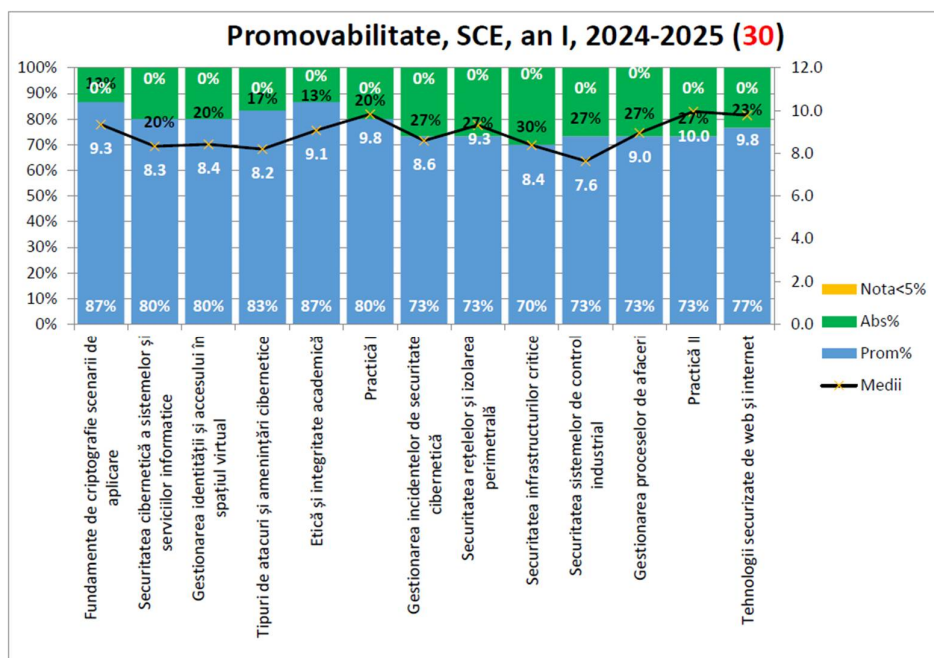 Promovabilitate, SCE, an I, 2024-2025 (30)
100%
90%
80%
70%
60%
50%
40%
30%
20%
10%
0%
12.0
10.0
8.0
6.0
4.0
2.0
0.0
0% 0% 0% 0% 0% 0% 0% 0% 0% 0% 0% 0% 0%
13% 20% 20% 17% 13% 20% 27% 27% 30% 27% 27% 27% 23%
9.3 8.3 8.4 8.2 9.1 9.8 8.6 9.3 8.4 7.6 9.0 10.0 9.8
87% 80% 80% 83% 87% 80% 73% 73% 70% 73% 73% 73% 77%
Nota<5%
Abs%
Prom%
Medii
Fundamente de criptografie scenarii de
aplicare
Securitatea cibernetică a sistemelor și
serviciilor informatice
Gestionarea identității și accesului în
spațiul virtual
Tipuri de atacuri și amenințări cibernetice
Etică și integritate academică
Practică I
Gestionarea incidentelor de securitate
cibernetică
Securitatea rețelelor și izolarea
perimetrală
Securitatea infrastructurilor critice
Securitatea sistemelor de control
industrial
Gestionarea proceselor de afaceri
Practică II
Tehnologii securizate de web și internet